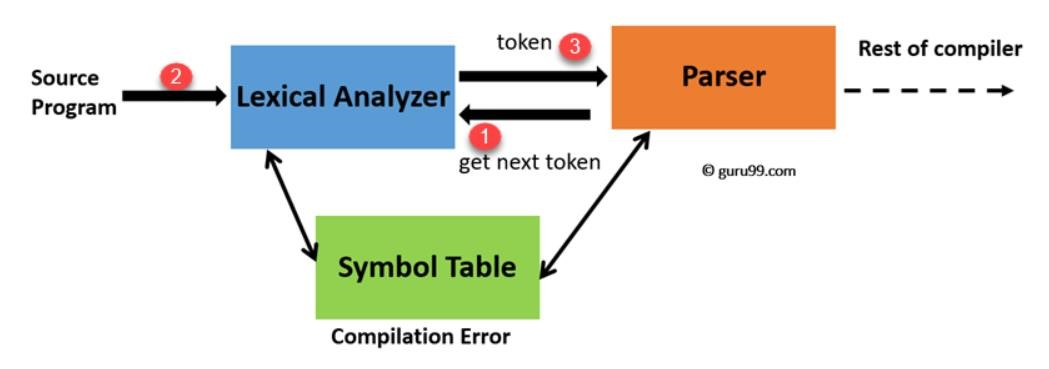 token 3
Rest of compiler
Source
Program
2
Lexical Analyzer
Parser
1
get next token
© guru99.com
Symbol Table
Compilation Error